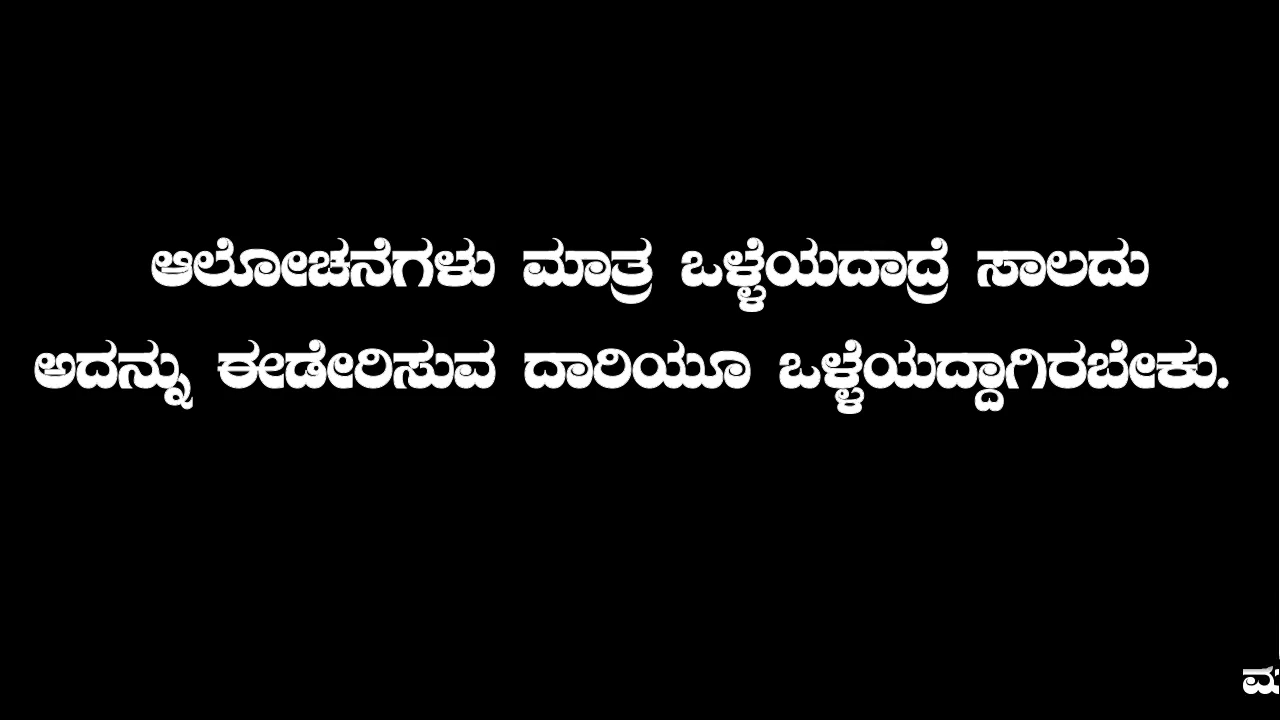 ಆಲೋಚನೆಗಳು ಮಾತ್ರ ಒಳ್ಳೆಯದಾದ್ರೆ ಸಾಲದು
ಅದನ್ನು ಈಡೇರಿಸುವ ದಾರಿಯೂ ಒಳ್ಳೆಯದ್ದಾಗಿರಬೇಕು.